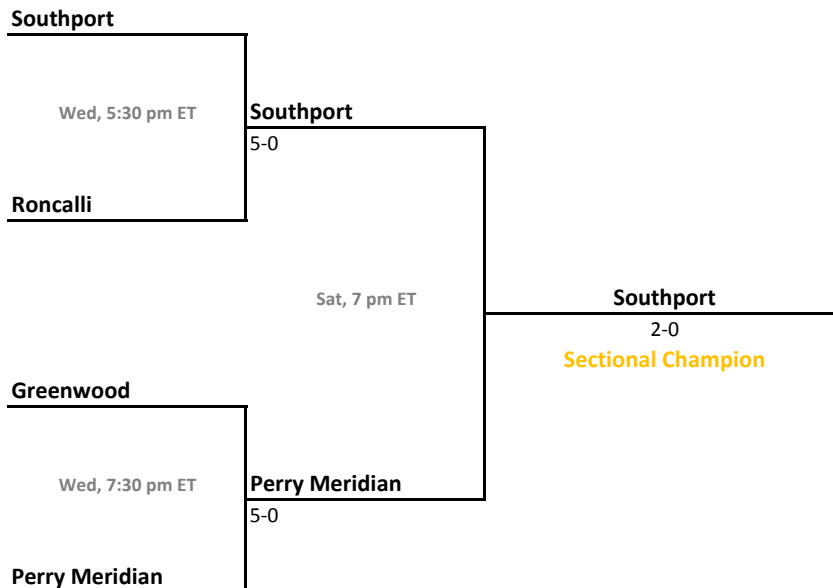 Southport
Wed, 5:30 pm ET
Southport
5-0
Roncalli
Sat, 7 pm ET
Southport
2-0
Sectional Champion
Greenwood
Wed, 7:30 pm ET
Perry Meridian
5-0
Perry Meridian